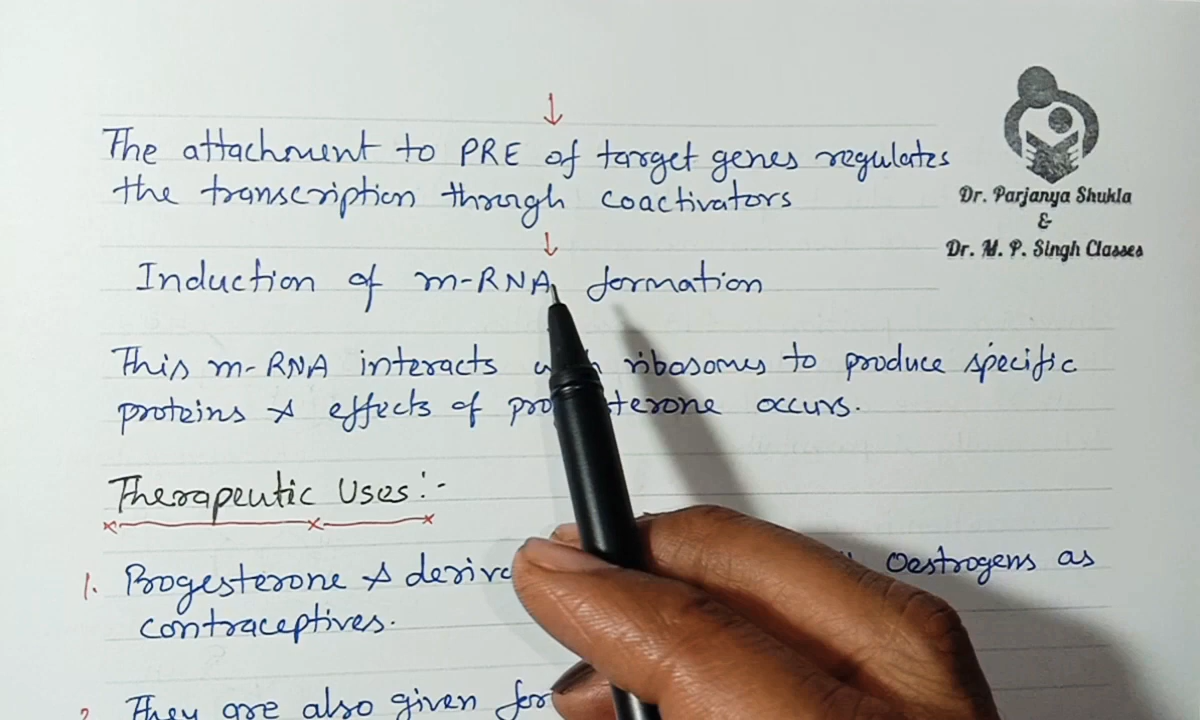 The attachment to PRE of target genes regulates
the transcription through coactivators
Dr. Parjanya Shukla
&
Dr. M. P. Singh Classes
Induction of m-RNA formation
This m-RNA interacts ribosomes to produce specific
proteins & effects of occurs.
Therapeutic Uses:-
1. Progesterone & Oestrogens as
contraceptives.
2. They are also given for